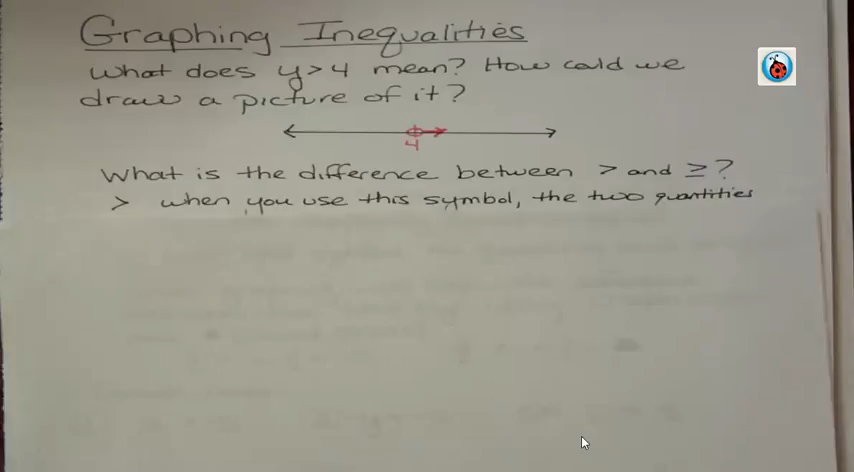 Graphing Inequalities
What does y > 4 mean? How could we
draw a picture of it?
4
What is the difference between > and ≥?
> when you use this symbol, the two quantities